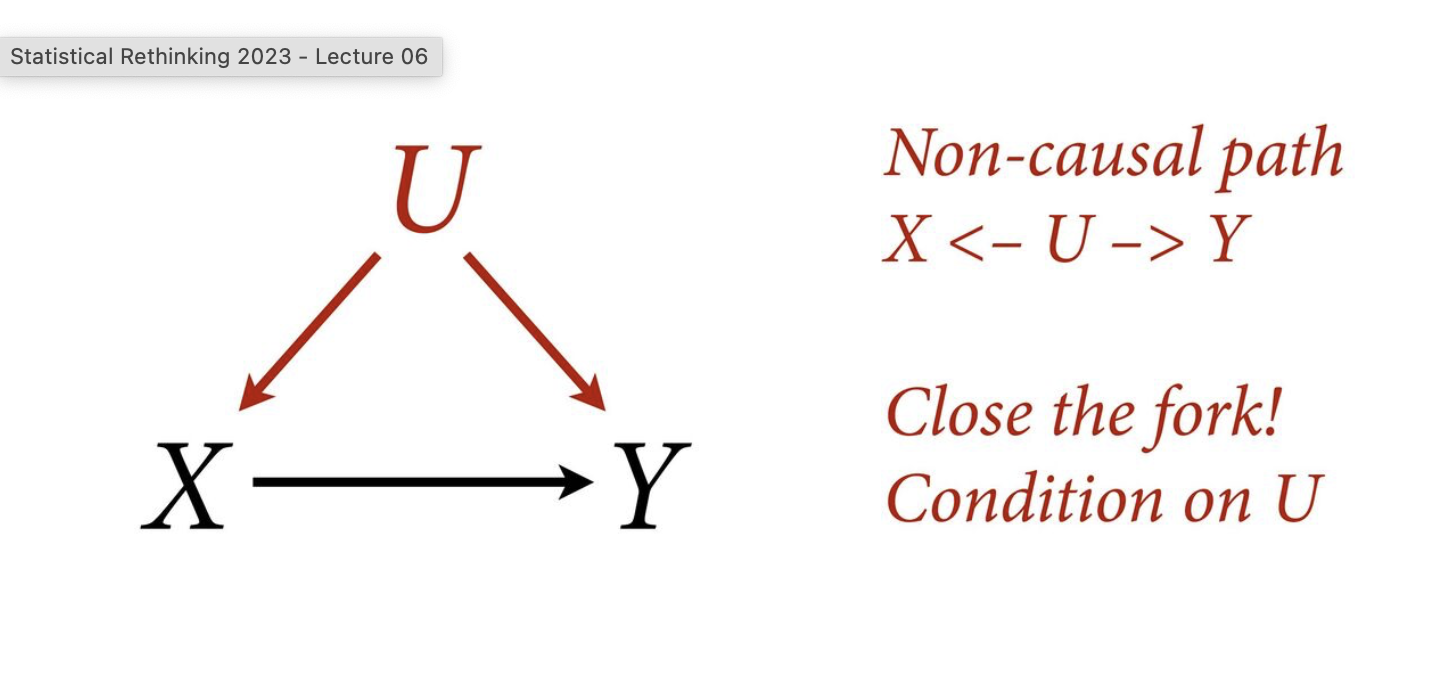 Statistical Rethinking 2023 - Lecture 06
U
X
Y
Non-causal path
X <– U –> Y
Close the fork!
Condition on U